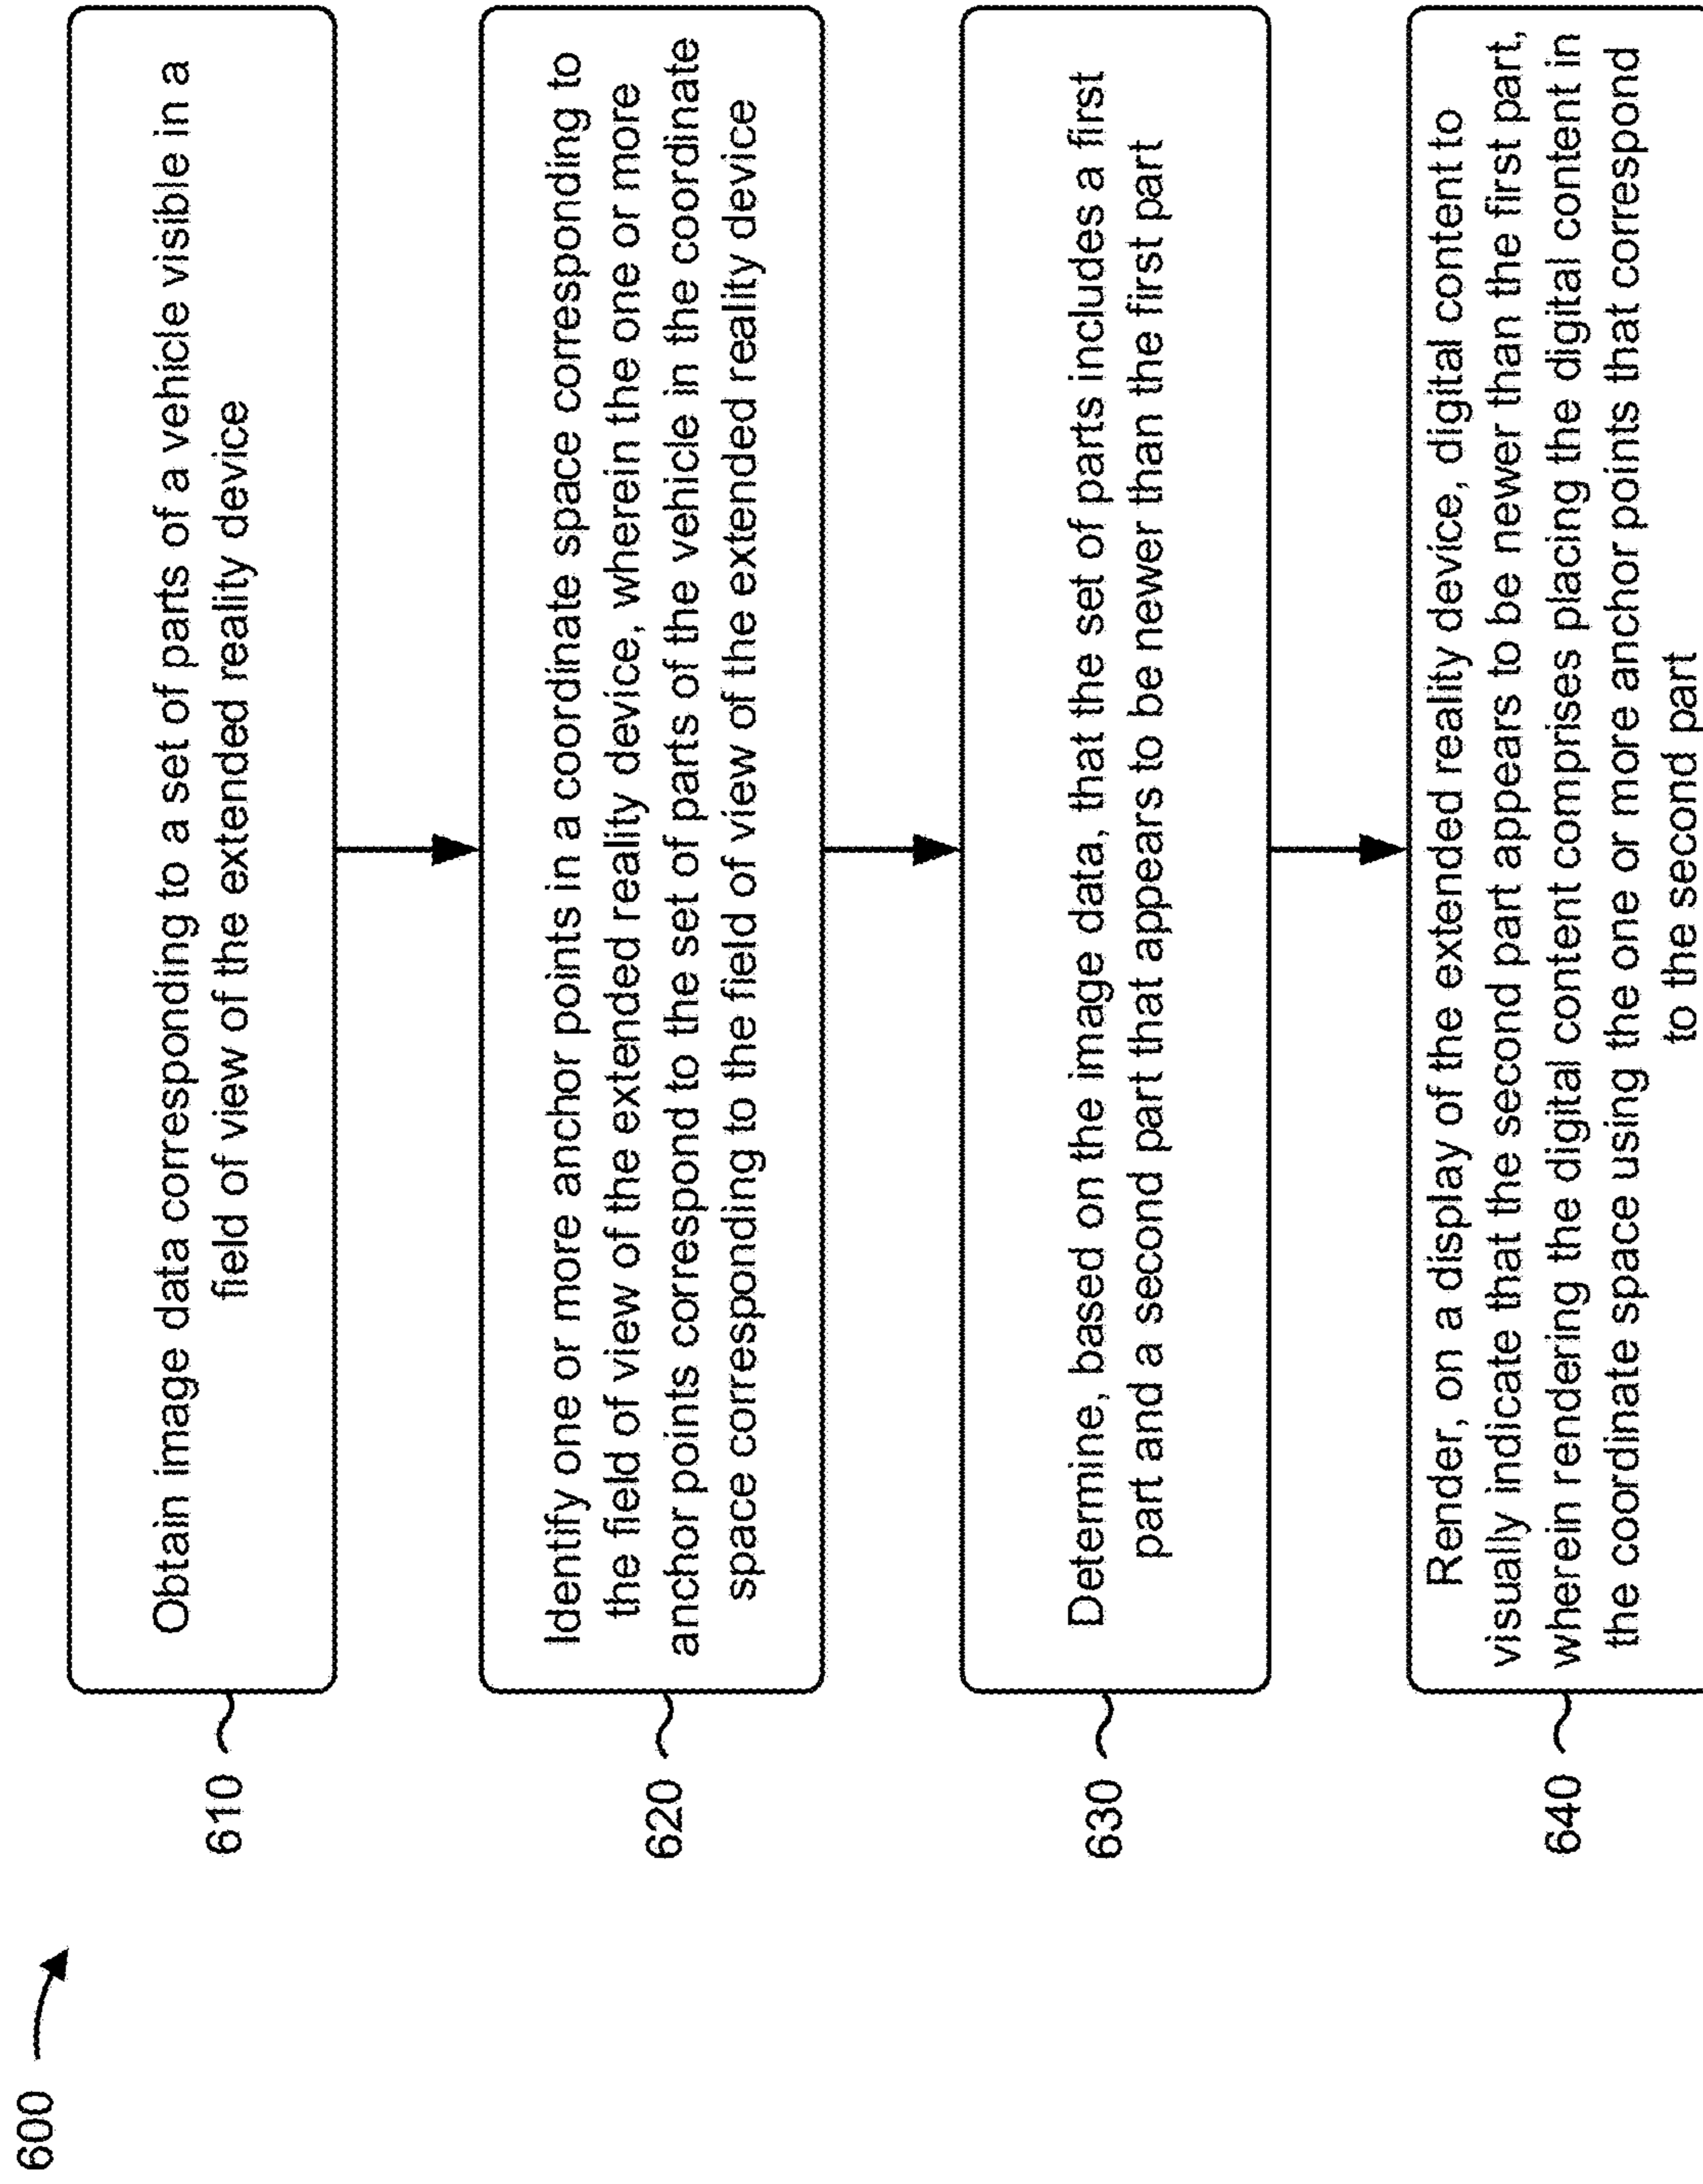 600
610
Obtain image data corresponding to a set of parts of a vehicle visible in a
field of view of the extended reality device
620
Identify one or more anchor points in a coordinate space corresponding to
the field of view of the extended reality device, wherein the one or more
anchor points correspond to the set of parts of the vehicle in the coordinate
space corresponding to the field of view of the extended reality device
630
Determine, based on the image data, that the set of parts includes a first
part and a second part that appears to be newer than the first part
640
Render, on a display of the extended reality device, digital content to
visually indicate that the second part appears to be newer than the first part,
wherein rendering the digital content comprises placing the digital content in
the coordinate space using the one or more anchor points that correspond
to the second part